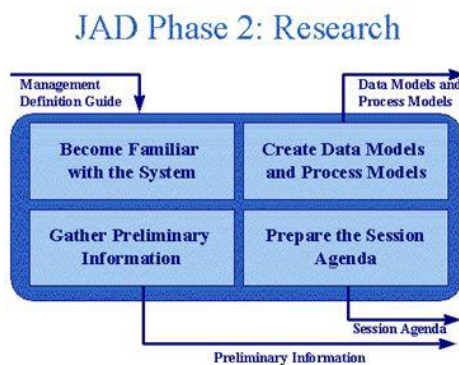 JAD Phase 2: Research
Management
Definition Guide
Data Models and
Process Models
Become Familiar
with the System
Create Data Models
and Process Models
Gather Preliminary
Information
Prepare the Session
Agenda
Session Agenda
Preliminary Information